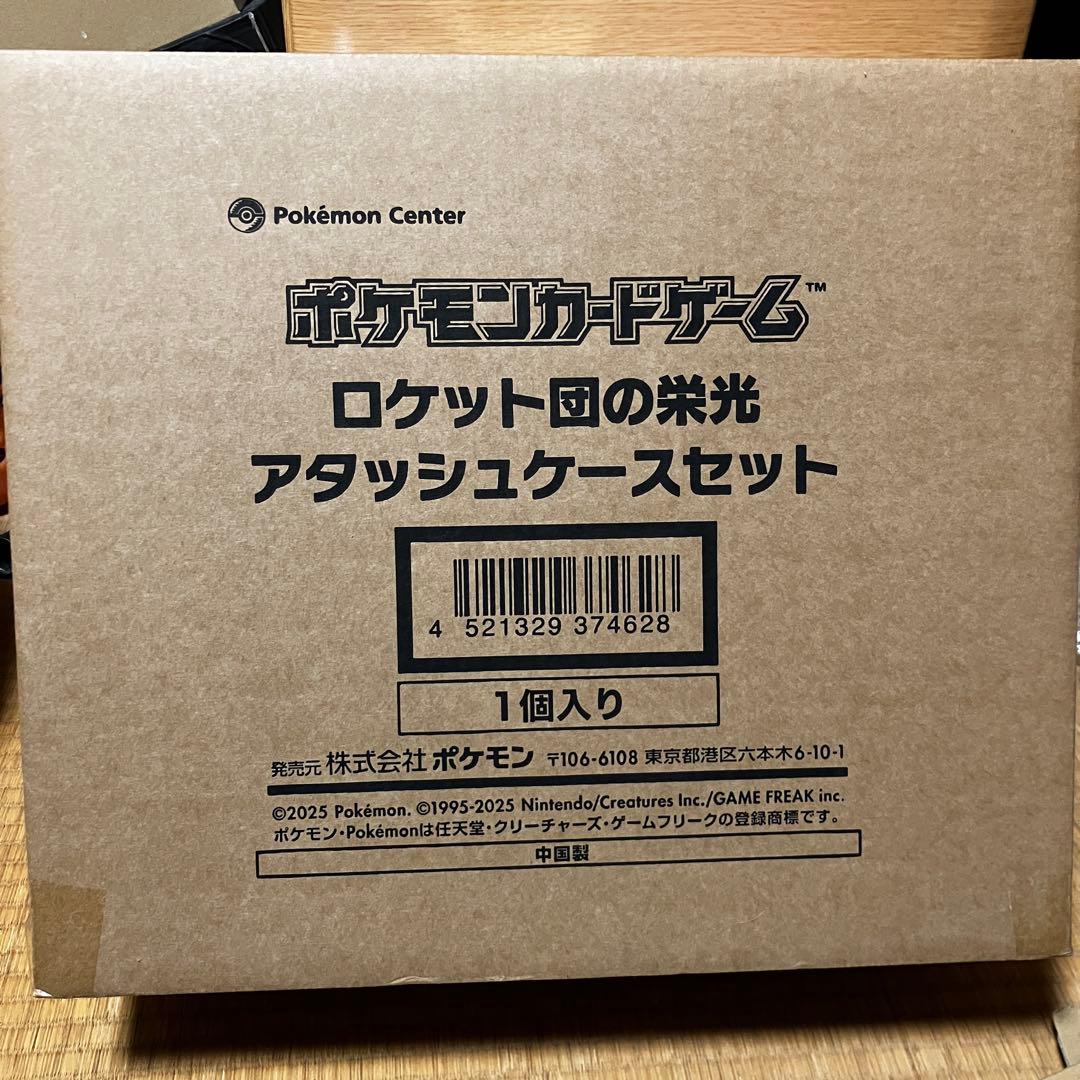 Pokémon Center
ポケモンカードゲーム™
ロケット団の栄光
アタッシュケースセット
4 521329 374628
1個入り
発売元 株式会社 ポケモン 〒106-6108 東京都港区六本木6-10-1
©2025 Pokémon. ©1995-2025 Nintendo/Creatures Inc./GAME FREAK inc.
ポケモン・Pokémonは任天堂・クリーチャーズ・ゲームフリークの登録商標です。
中国製